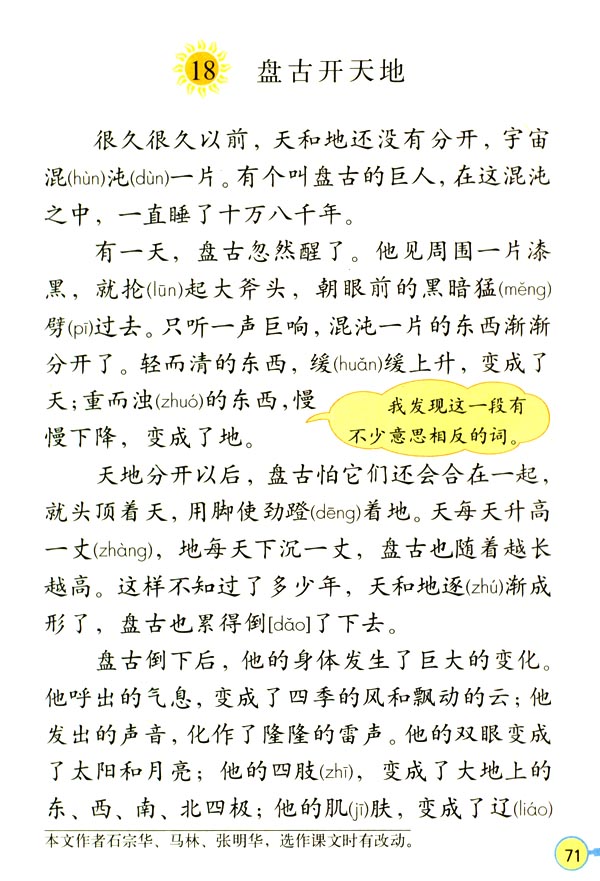 18 盘古开天地
很久很久以前，天和地还没有分开，宇宙
混(hùn)沌(dùn)一片。有个叫盘古的巨人，在这混沌
之中，一直睡了十万八千年。
有一天，盘古忽然醒了。他见周围一片漆
黑，就抡(lūn)起大斧头，朝眼前的黑暗猛(měng)
劈(pī)过去。只听一声巨响，混沌一片的东西渐渐
分开了。轻而清的东西，缓(huǎn)缓上升，变成了
天；重而浊(zhuó)的东西，慢
慢下降，变成了地。
我发现这一段有
不少意思相反的词。
天地分开以后，盘古怕它们还会合在一起，
就头顶着天，用脚使劲蹬(dēng)着地。天每天升高
一丈(zhàng)，地每天下沉一丈，盘古也随着越长
越高。这样不知过了多少年，天和地逐(zhú)渐成
形了，盘古也累得倒[dǎo]了下去。
盘古倒下后，他的身体发生了巨大的变化。
他呼出的气息，变成了四季的风和飘动的云；他
发出的声音，化作了隆隆的雷声。他的双眼变成
了太阳和月亮；他的四肢(zhī)，变成了大地上的
东、西、南、北四极；他的肌(jī)肤，变成了辽(liáo)
本文作者石宗华、马林、张明华，选作课文时有改动。
71